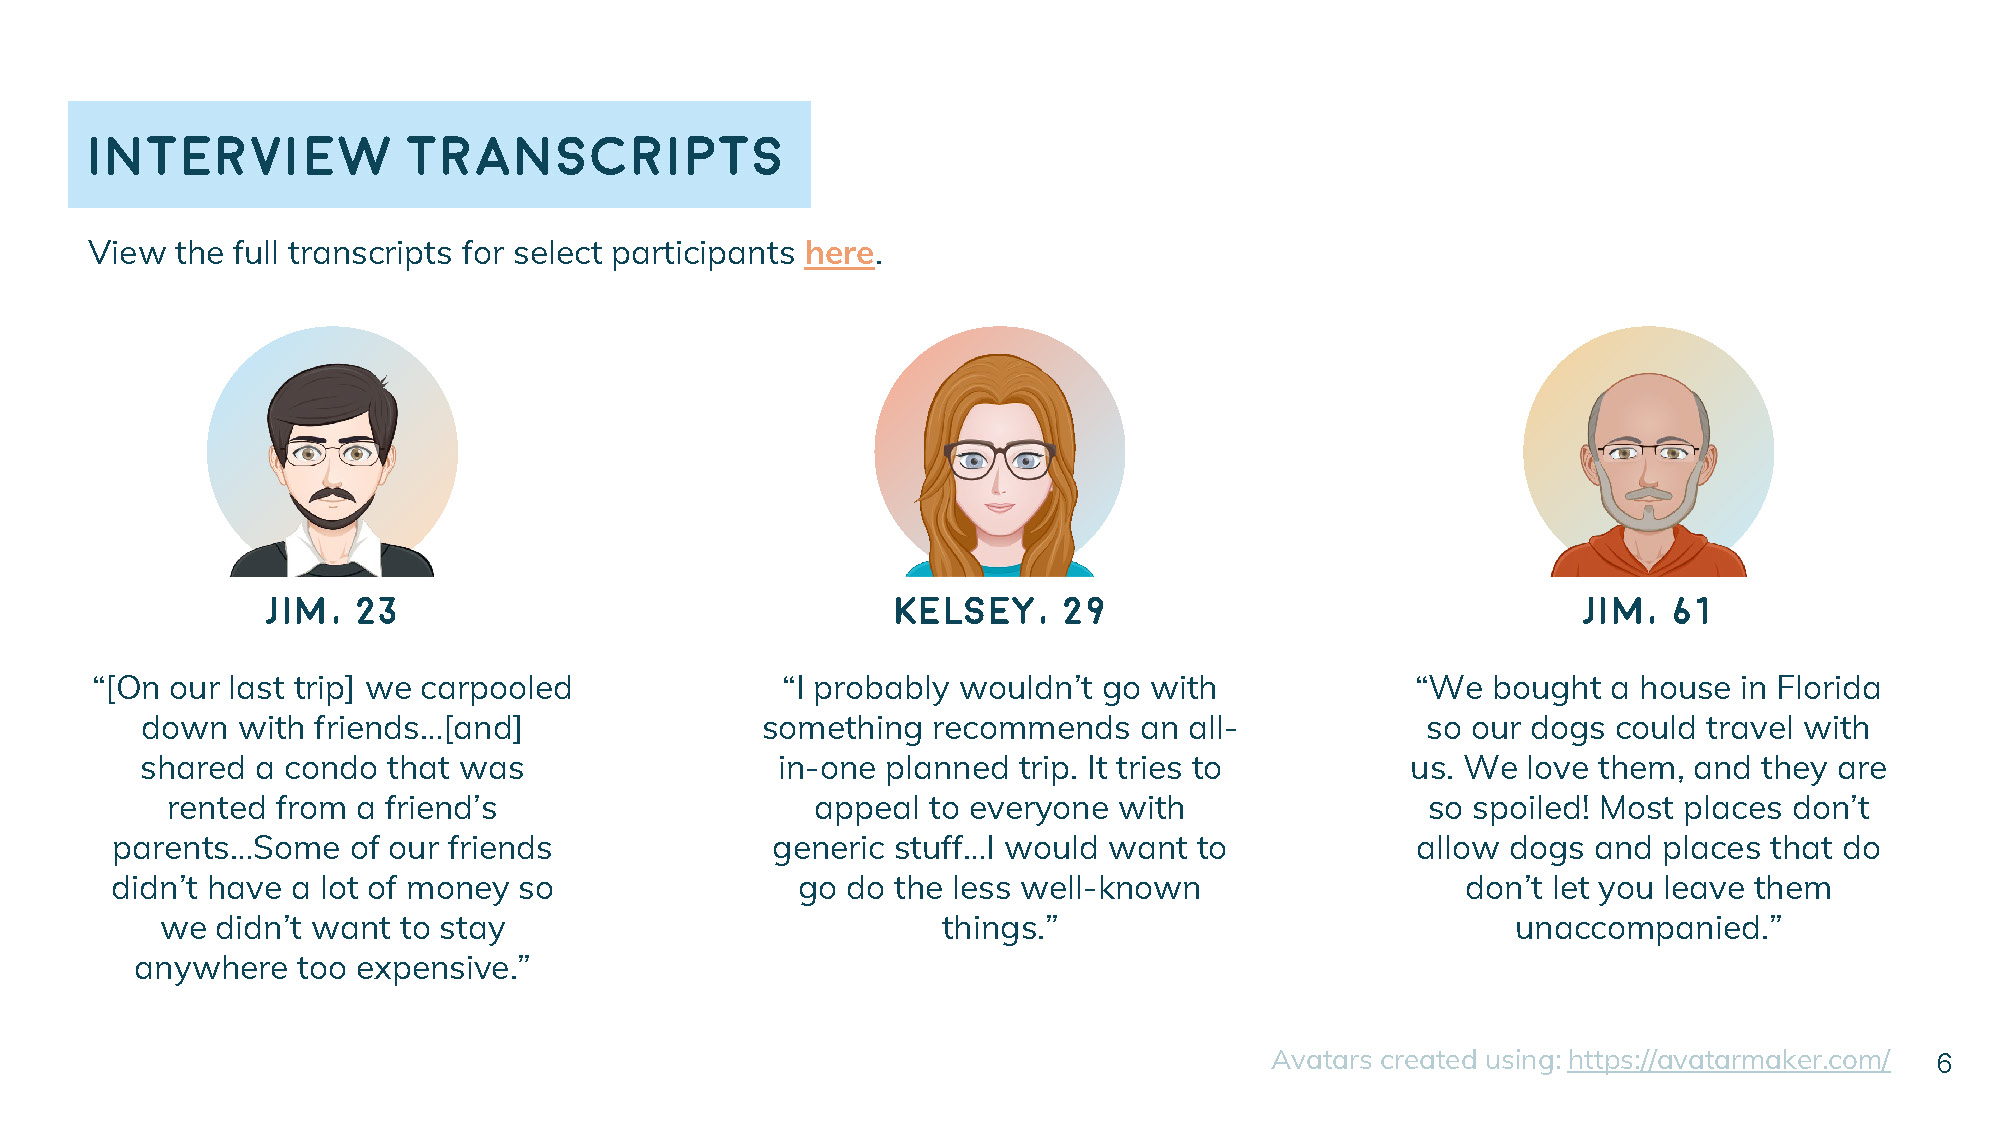 INTERVIEW TRANSCRIPTS
View the full transcripts for select participants here.
JIM, 23
“[On our last trip] we carpooled
down with friends...[and]
shared a condo that was
rented from a friend’s
parents...Some of our friends
didn’t have a lot of money so
we didn’t want to stay
anywhere too expensive.”
KELSEY, 29
“I probably wouldn’t go with
something recommends an all-
in-one planned trip. It tries to
appeal to everyone with
generic stuff...I would want to
go do the less well-known
things.”
JIM, 61
“We bought a house in Florida
so our dogs could travel with
us. We love them, and they are
so spoiled! Most places don’t
allow dogs and places that do
don’t let you leave them
unaccompanied.”
Avatars created using: https://avatarmaker.com/
6